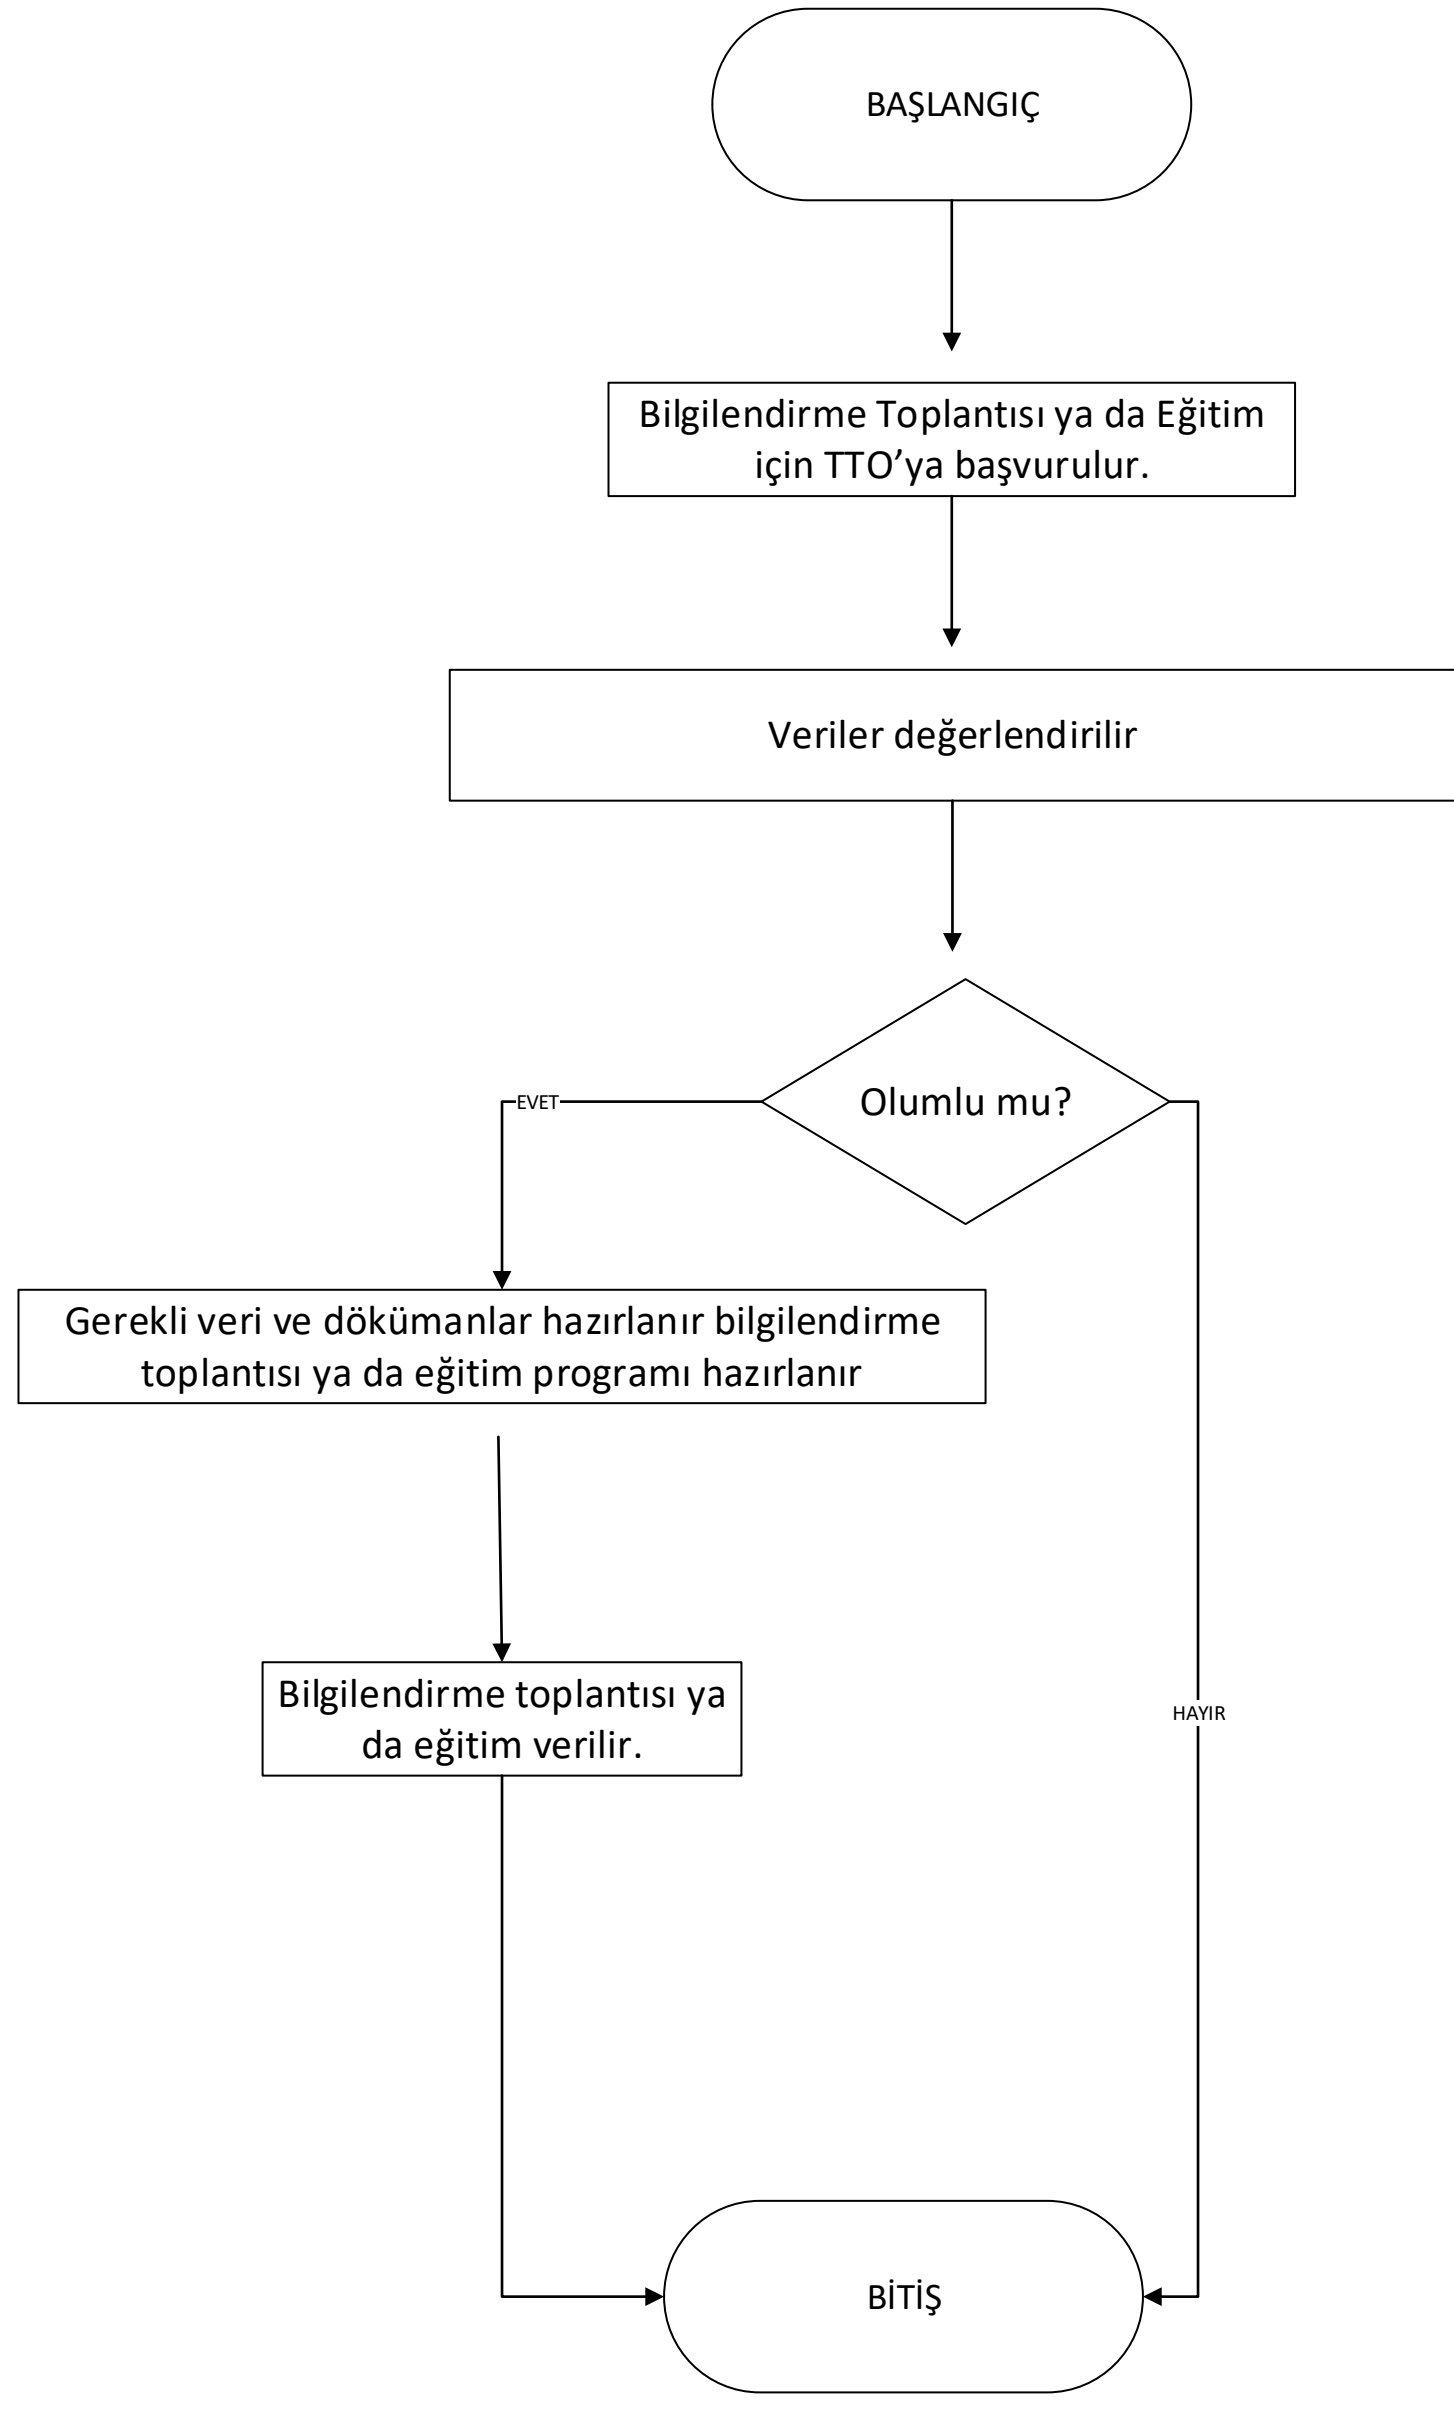 BAŞLANGIÇ
Bilgilendirme Toplantısı ya da Eğitim
için TTO’ya başvurulur.
Veriler değerlendirilir
Olumlu mu?
EVET
Gerekli veri ve dökümanlar hazırlanır bilgilendirme
toplantısı ya da eğitim programı hazırlanır
Bilgilendirme toplantısı ya
da eğitim verilir.
HAYIR
BİTİŞ